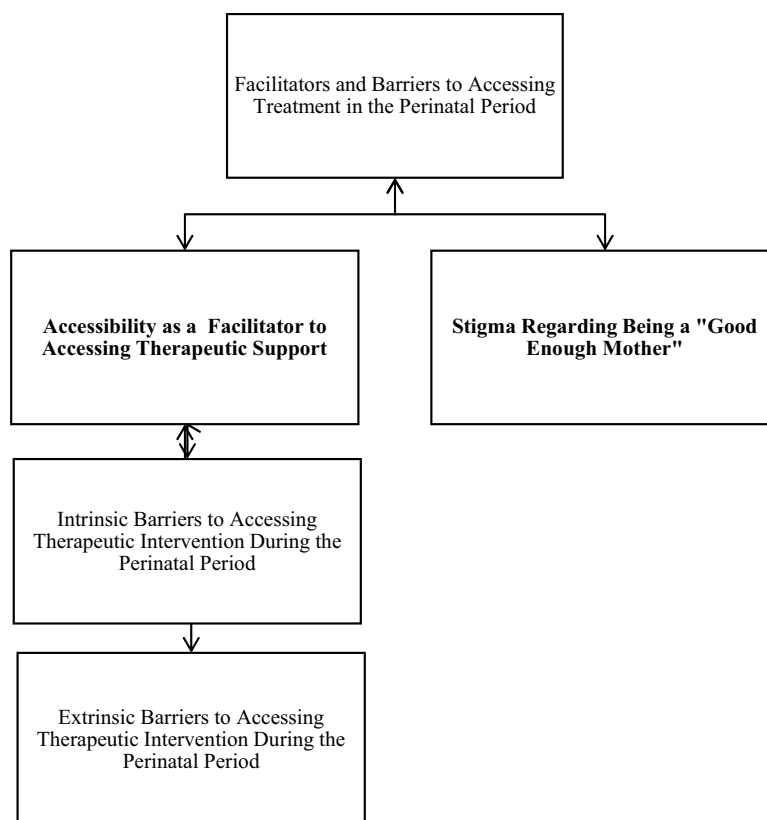 Facilitators and Barriers to Accessing
Treatment in the Perinatal Period
Accessibility as a  Facilitator to
Accessing Therapeutic Support
Stigma Regarding Being a "Good
Enough Mother"
Intrinsic Barriers to Accessing
Therapeutic Intervention During the
Perinatal Period
Extrinsic Barriers to Accessing
Therapeutic Intervention During the
Perinatal Period